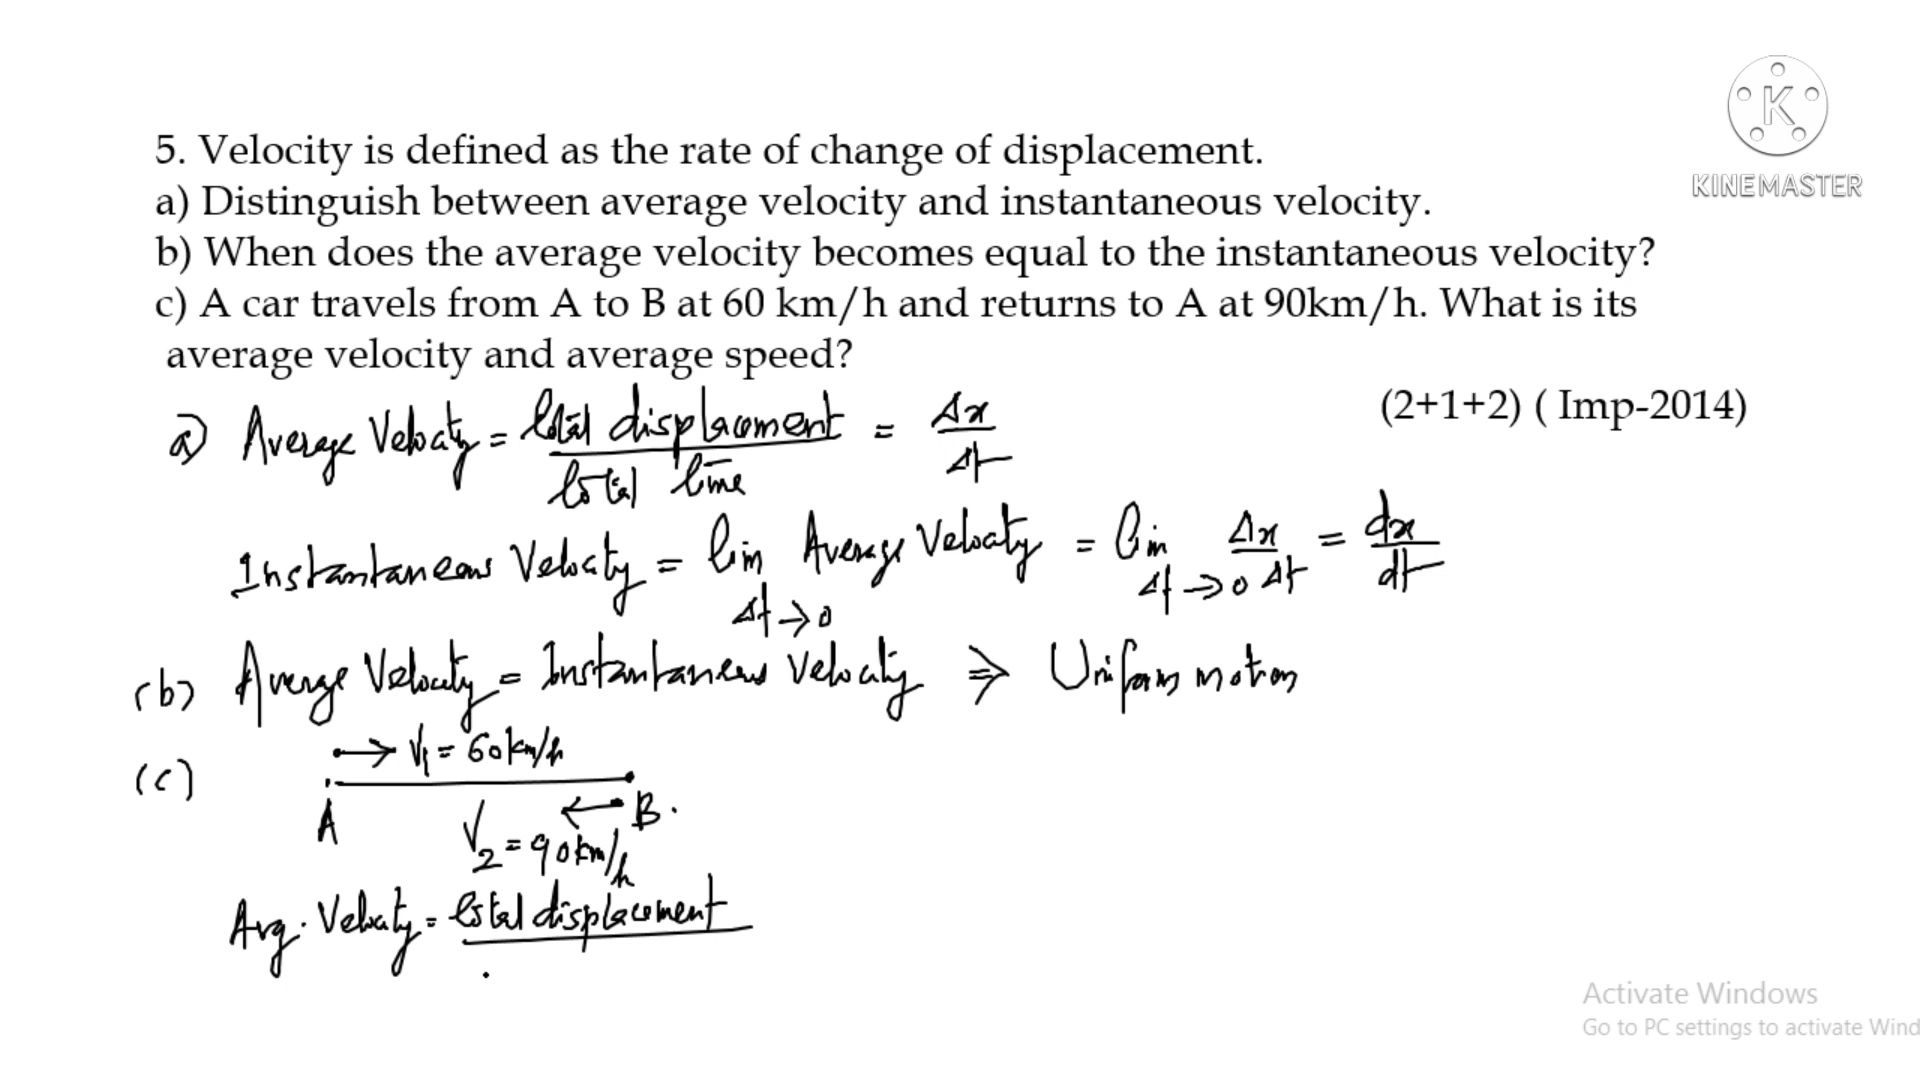 K
KINEMASTER
5. Velocity is defined as the rate of change of displacement.
a) Distinguish between average velocity and instantaneous velocity.
b) When does the average velocity becomes equal to the instantaneous velocity?
c) A car travels from A to B at 60 km/h and returns to A at 90km/h. What is its
average velocity and average speed?
(2+1+2) ( Imp-2014)
a) Average Velocity = total displacement / total time = Δx / Δt
Instantaneous Velocity = lim Δt→0 Average Velocity = lim Δt→0 Δx / Δt = dx / dt
(b) Average Velocity = Instantaneous Velocity ⇒ Uniform motion
(c) → V1 = 60km/h
A B.
V2 = 90km/h ←
Avg. Velocity = total displacement
Activate Windows
Go to PC settings to activate Wind